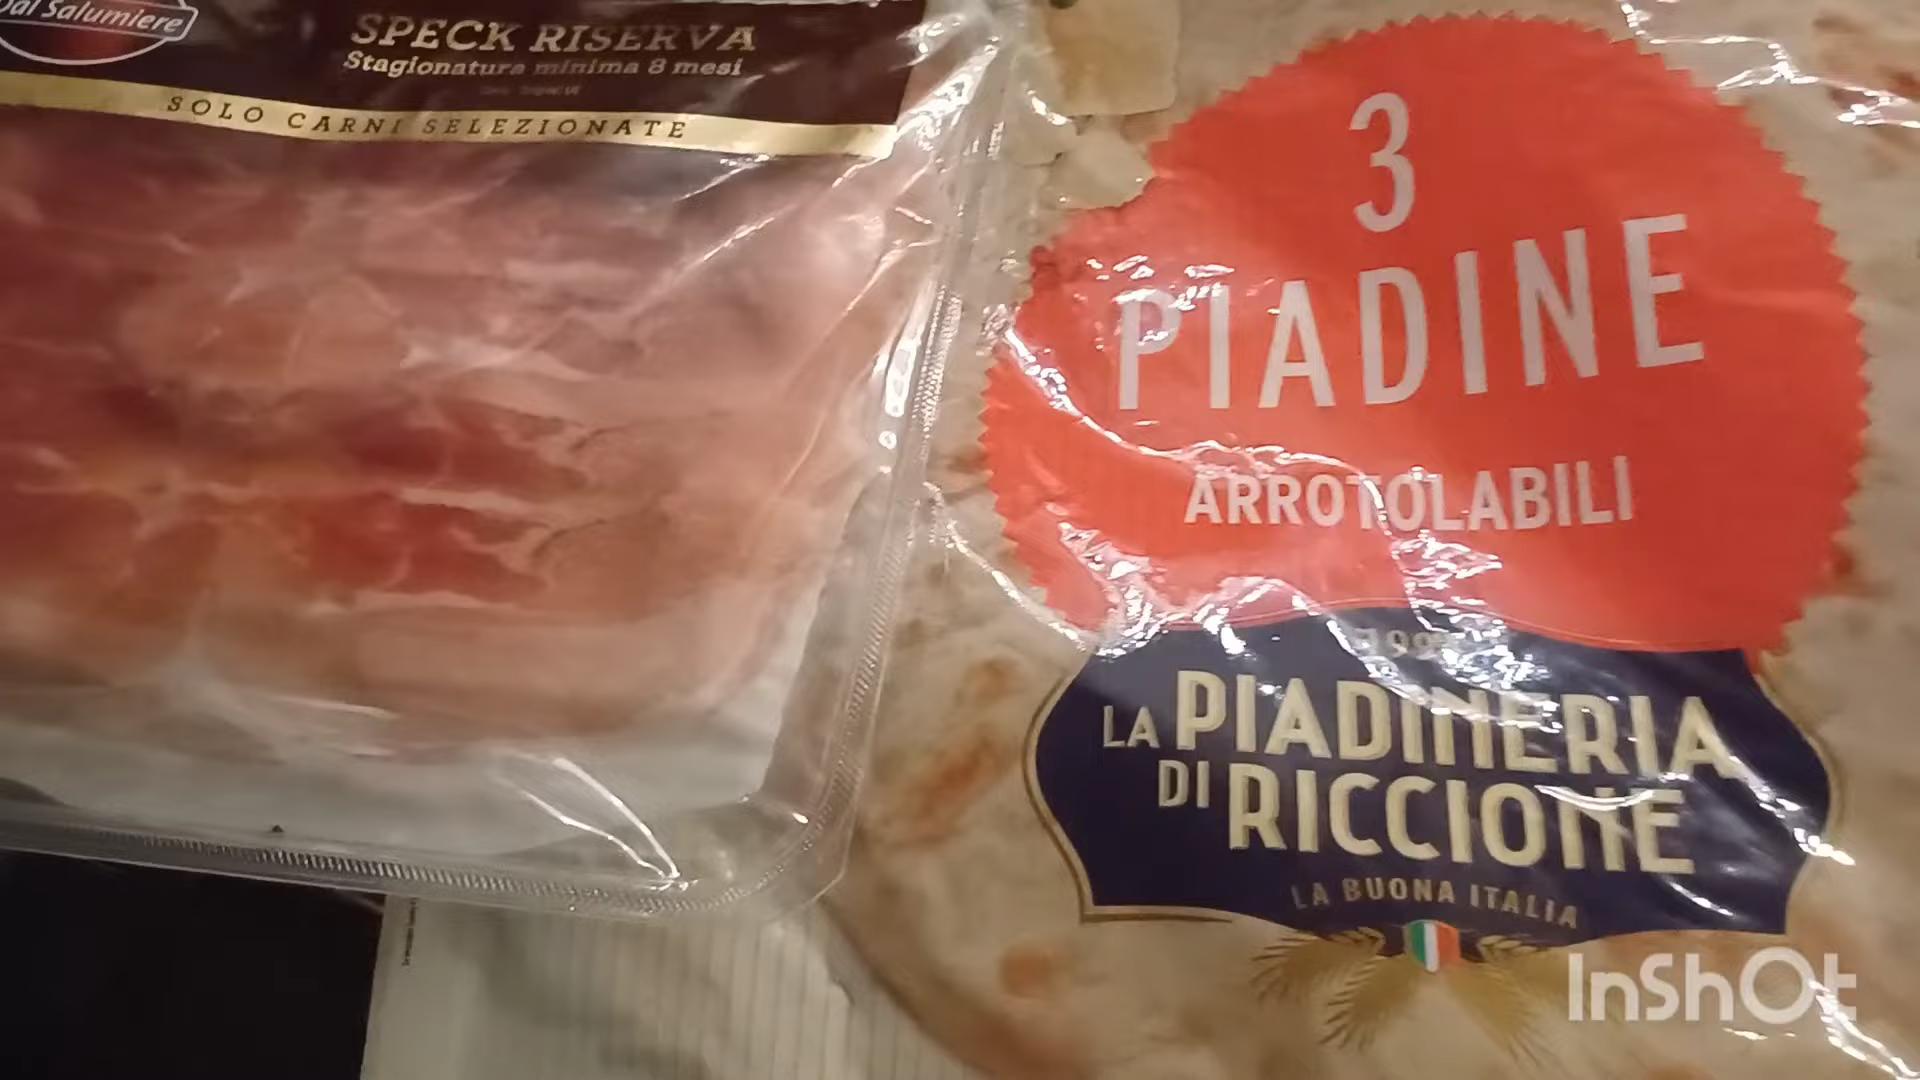 Dal Salumiere
SPECK RISERVA
Stagionatura minima 8 mesi
SOLO CARNI SELEZIONATE
3
PIADINE
ARROTOLABILI
LA PIADINERIA
DI RICCIONE
LA BUONA ITALIA
InShOt